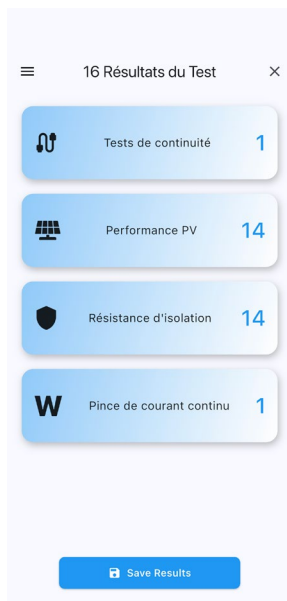 16 Résultats du Test
Tests de continuité 1
Performance PV 14
Résistance d'isolation 14
W Pince de courant continu 1
Save Results